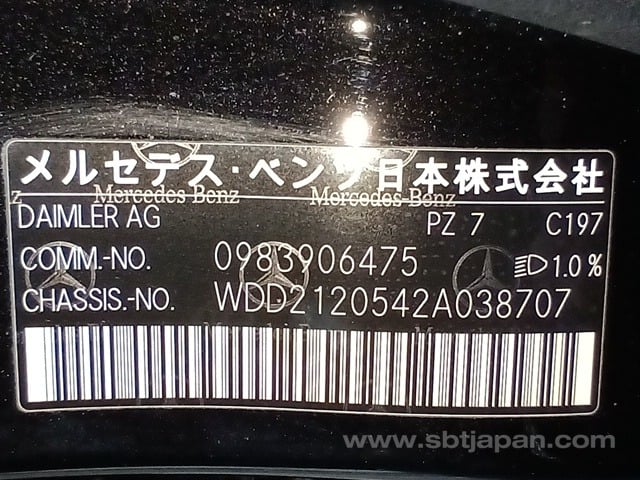 メルセデス・ベンツ日本株式会社
Mercedes Benz Mercedes-Benz
DAIMLER AG PZ 7 C197
COMM.-NO. 0983906475 1.0 %
CHASSIS.-NO. WDD2120542A038707
www.sbtjapan.com